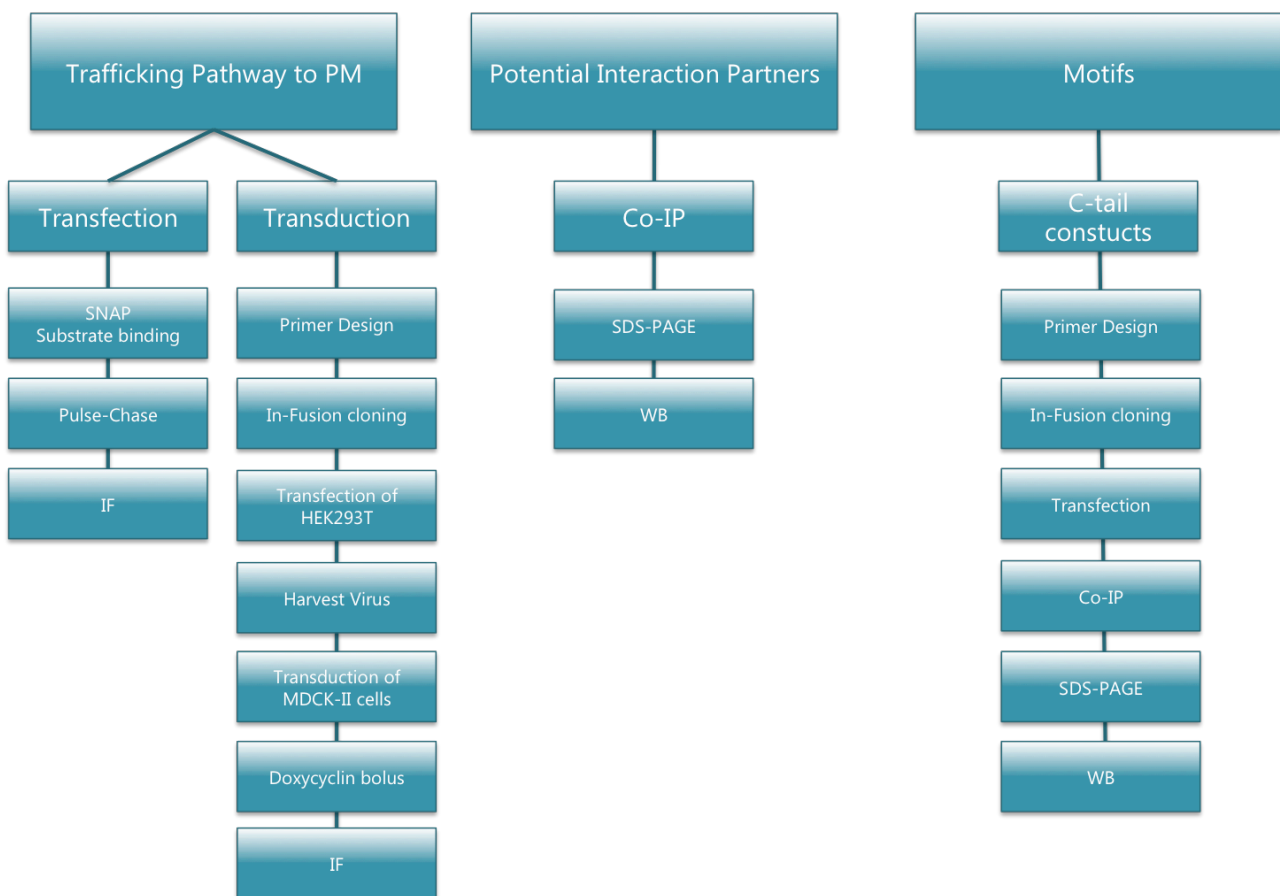 Trafficking Pathway to PM
Transfection
SNAP
Substrate binding
Pulse-Chase
IF
Transduction
Primer Design
In-Fusion cloning
Transfection of
HEK293T
Harvest Virus
Transduction of
MDCK-II cells
Doxycyclin bolus
IF
Potential Interaction Partners
Co-IP
SDS-PAGE
WB
Motifs
C-tail
constucts
Primer Design
In-Fusion cloning
Transfection
Co-IP
SDS-PAGE
WB